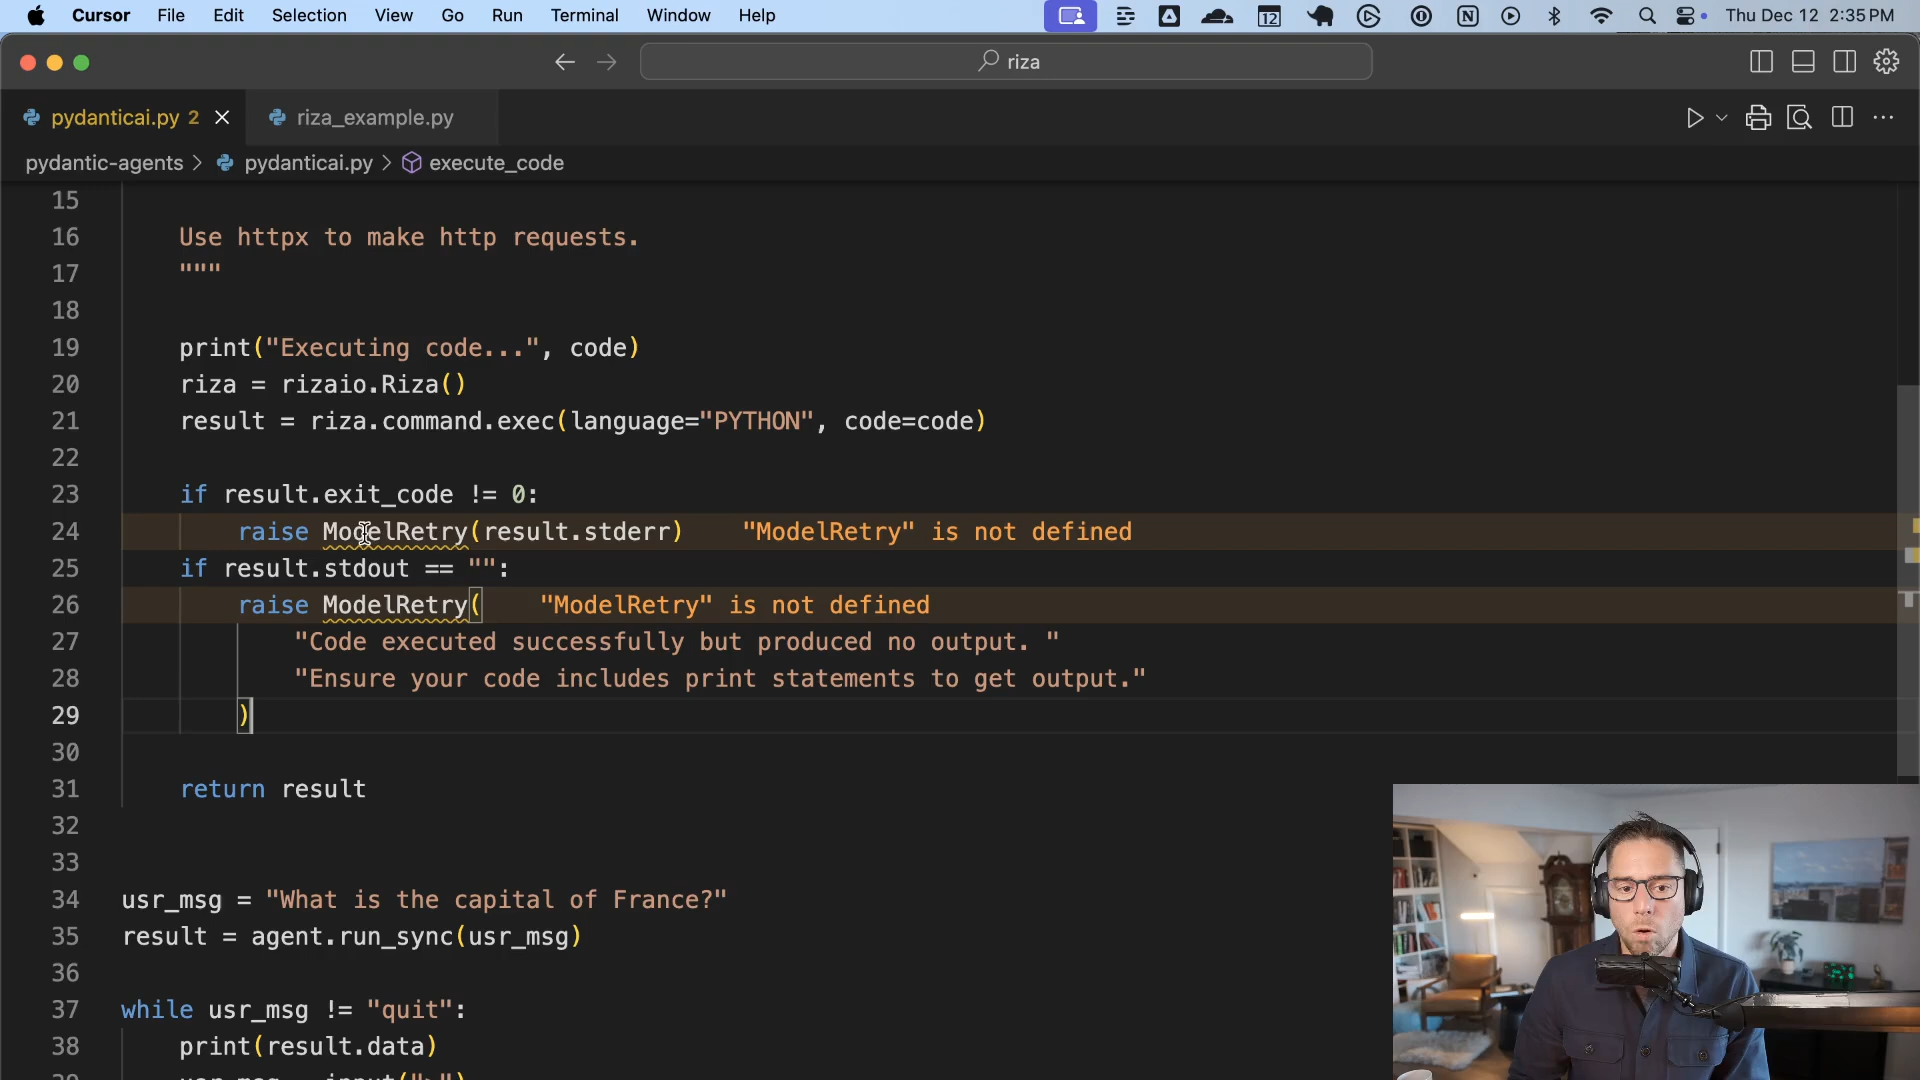 Cursor File Edit Selection View Go Run Terminal Window Help 12 Thu Dec 12 2:35 PM
riza
pydanticai.py 2 riza_example.py
pydantic-agents > pydanticai.py > execute_code
15
16 Use httpx to make http requests.
17 """
18
19 print("Executing code...", code)
20 riza = rizaio.Riza()
21 result = riza.command.exec(language="PYTHON", code=code)
22
23 if result.exit_code != 0:
24 raise ModelRetry(result.stderr) "ModelRetry" is not defined
25 if result.stdout == "":
26 raise ModelRetry( "ModelRetry" is not defined
27 "Code executed successfully but produced no output. "
28 "Ensure your code includes print statements to get output."
29 )
30
31 return result
32
33
34 usr_msg = "What is the capital of France?"
35 result = agent.run_sync(usr_msg)
36
37 while usr_msg != "quit":
38 print(result.data)